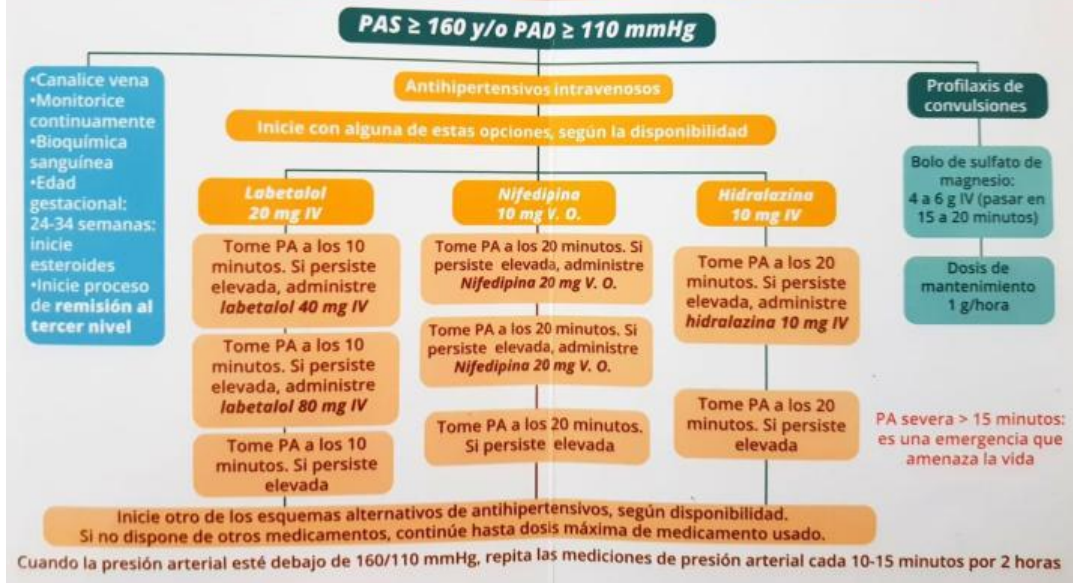 PAS ≥ 160 y/o PAD ≥ 110 mmHg
•Canalice vena
•Monitorice
continuamente
•Bioquímica
sanguínea
•Edad
gestacional:
24-34 semanas:
inicie
esteroides
•Inicie proceso
de remisión al
tercer nivel
Antihipertensivos intravenosos
Inicie con alguna de estas opciones, según la disponibilidad
Labetalol
20 mg IV
Tome PA a los 10
minutos. Si persiste
elevada, administre
labetalol 40 mg IV
Tome PA a los 10
minutos. Si persiste
elevada, administre
labetalol 80 mg IV
Tome PA a los 10
minutos. Si persiste
elevada
Nifedipina
10 mg V. O.
Tome PA a los 20 minutos. Si
persiste elevada, administre
Nifedipina 20 mg V. O.
Tome PA a los 20 minutos. Si
persiste elevada, administre
Nifedipina 20 mg V. O.
Tome PA a los 20 minutos.
Si persiste elevada
Hidralazina
10 mg IV
Tome PA a los 20
minutos. Si persiste
elevada, administre
hidralazina 10 mg IV
Tome PA a los 20
minutos. Si persiste
elevada
Profilaxis de
convulsiones
Bolo de sulfato de
magnesio:
4 a 6 g IV (pasar en
15 a 20 minutos)
Dosis de
mantenimiento
1 g/hora
PA severa > 15 minutos:
es una emergencia que
amenaza la vida
Inicie otro de los esquemas alternativos de antihipertensivos, según disponibilidad.
Si no dispone de otros medicamentos, continúe hasta dosis máxima de medicamento usado.
Cuando la presión arterial esté debajo de 160/110 mmHg, repita las mediciones de presión arterial cada 10-15 minutos por 2 horas